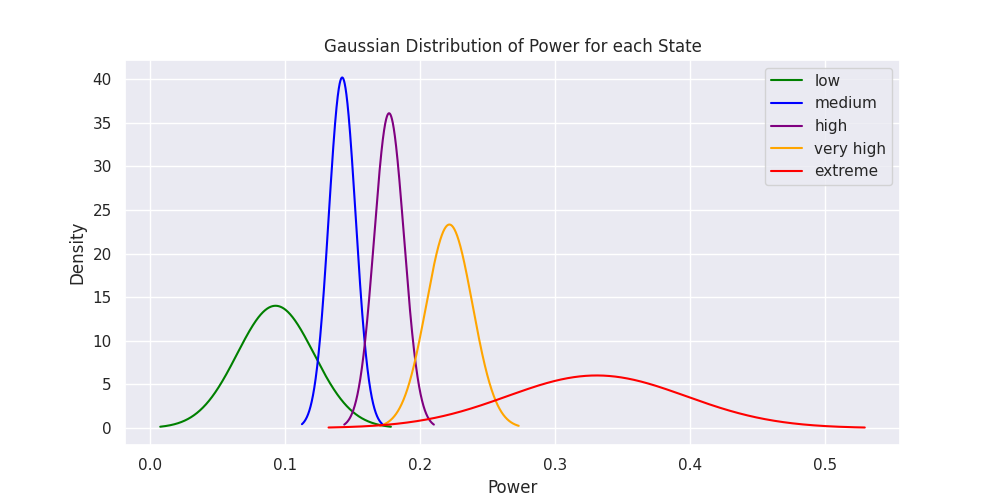 Gaussian Distribution of Power for each State
low
medium
high
very high
extreme
Density
40
35
30
25
20
15
10
5
0
0.0 0.1 0.2 0.3 0.4 0.5
Power